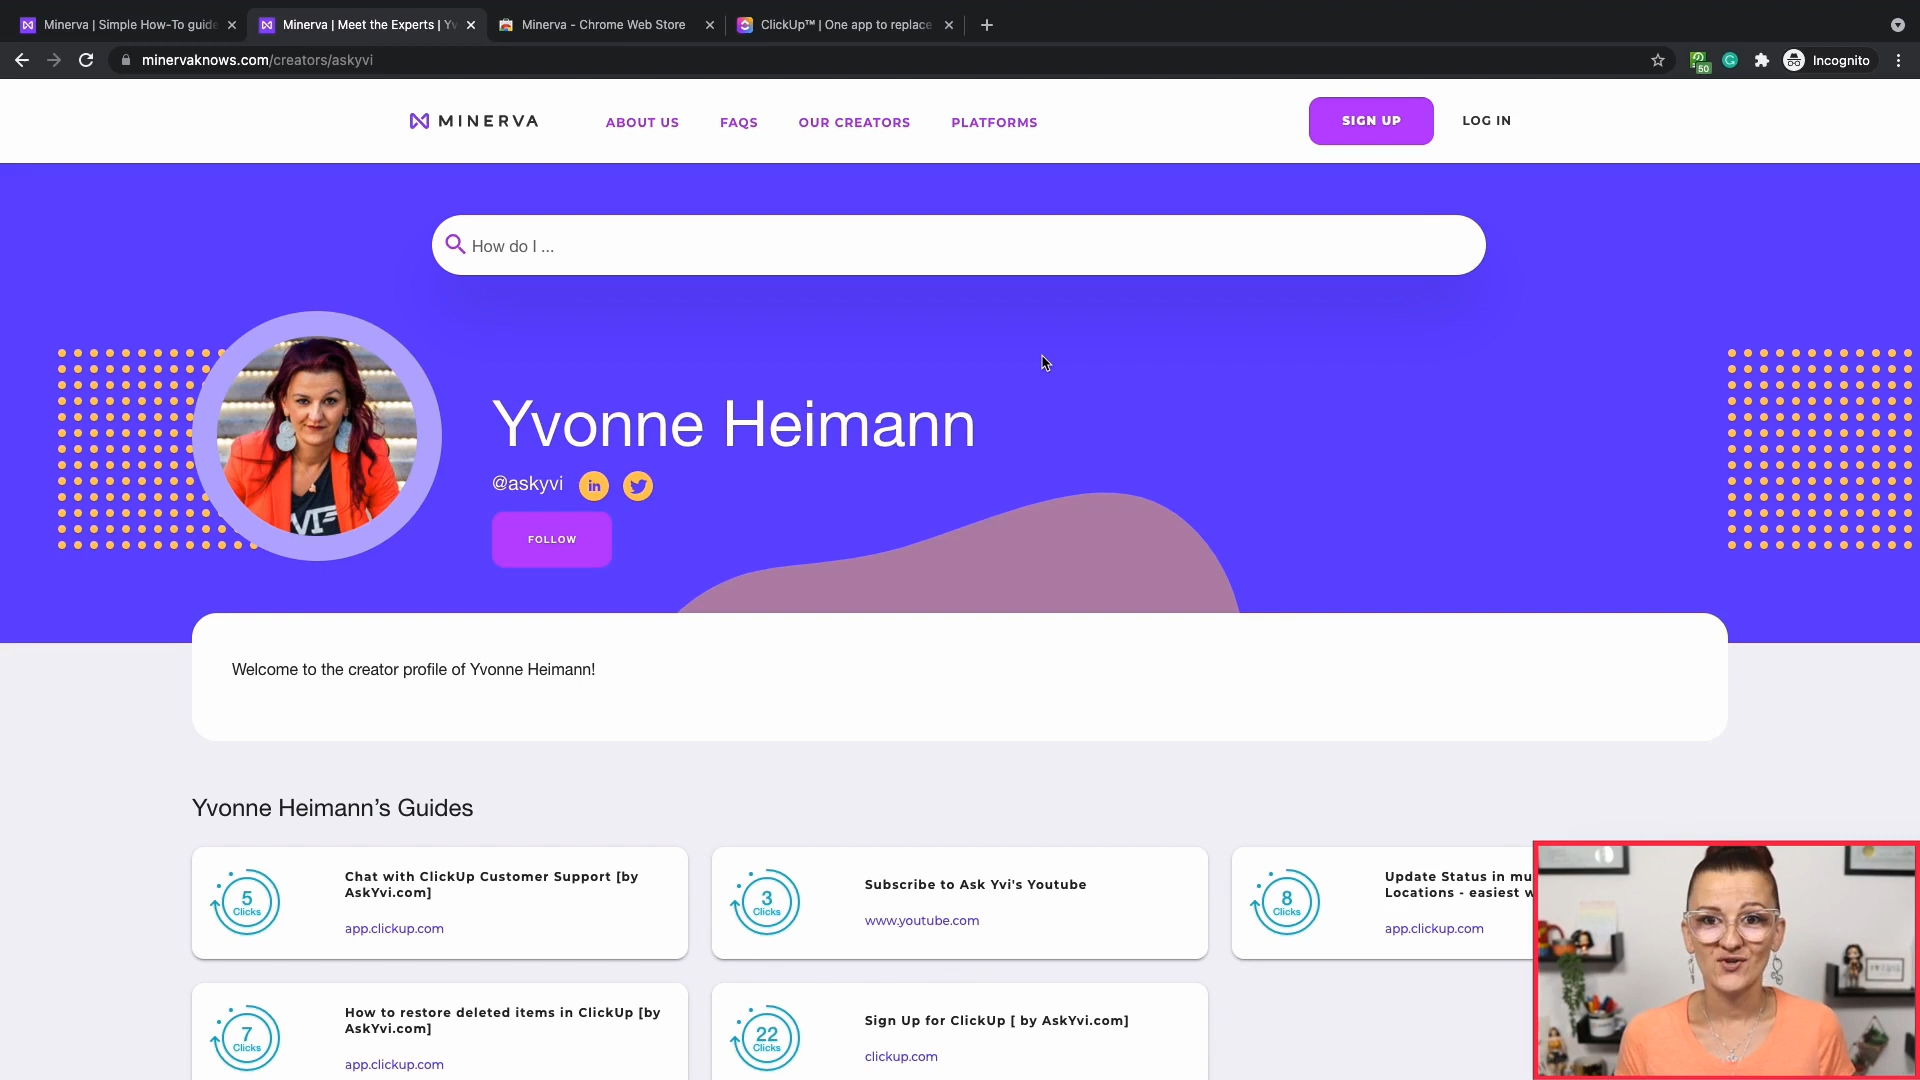 Minerva | Simple How-To guide
Minerva | Meet the Experts | Yv
Minerva - Chrome Web Store
ClickUp™ | One app to replace
minervaknows.com/creators/askyvi
50
Incognito
MINERVA
ABOUT US
FAQS
OUR CREATORS
PLATFORMS
SIGN UP
LOG IN
How do I ...
Yvonne Heimann
@askyvi
in
FOLLOW
Welcome to the creator profile of Yvonne Heimann!
Yvonne Heimann’s Guides
5
Clicks
Chat with ClickUp Customer Support [by
AskYvi.com]
app.clickup.com
3
Clicks
Subscribe to Ask Yvi's Youtube
www.youtube.com
8
Clicks
Update Status in mu
Locations - easiest w
app.clickup.com
7
Clicks
How to restore deleted items in ClickUp [by
AskYvi.com]
app.clickup.com
22
Clicks
Sign Up for ClickUp [ by AskYvi.com]
clickup.com